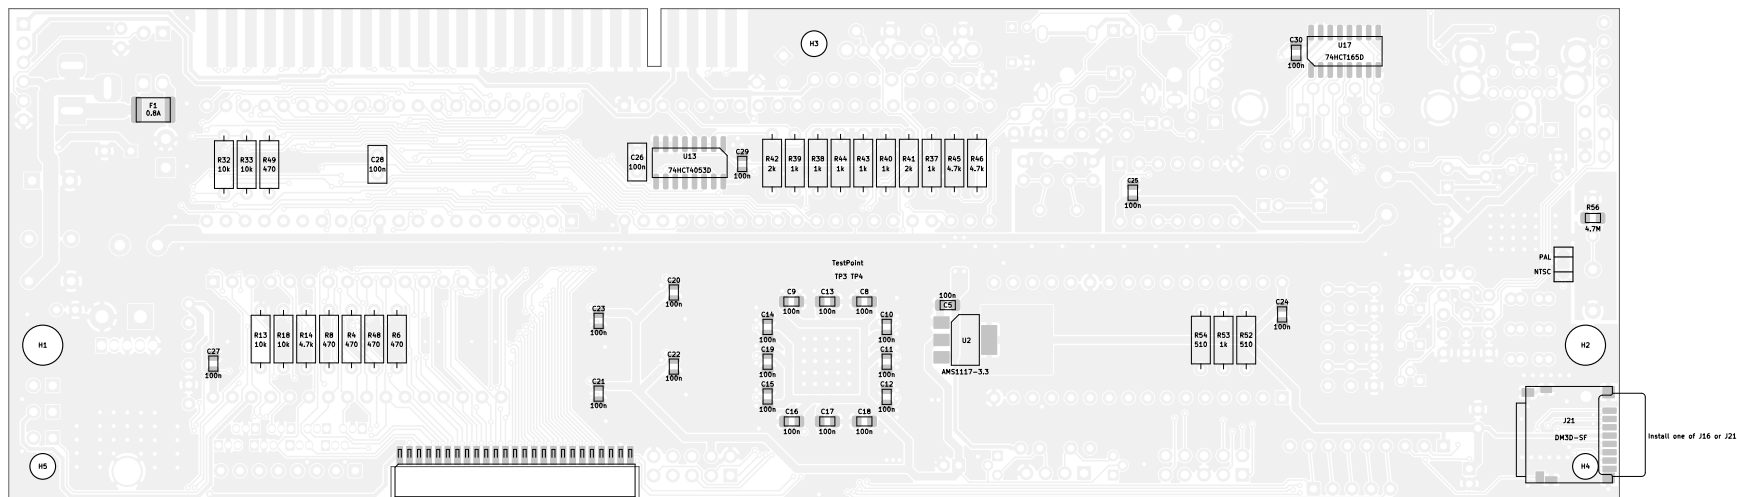 H3
C30
100n
U17
74HCT165D
F1
0.8A
R32
10k
R33
10k
R49
470
C28
100n
C26
100n
U13
74HCT4053D
C29
100n
R42
2k
R39
1k
R38
1k
R44
1k
R43
1k
R40
1k
R41
2k
R37
1k
R45
4.7k
R46
4.7k
C25
100n
R56
4.7M
PAL
NTSC
TestPoint
TP3 TP4
C20
100n
C23
100n
C22
100n
C21
100n
C9
100n
C13
100n
C8
100n
C14
100n
C10
100n
C19
100n
C11
100n
C15
100n
C12
100n
C16
100n
C17
100n
C18
100n
100n
C5
U2
AMS1117-3.3
R54
510
R53
1k
R52
510
C24
100n
H1
H2
C27
100n
R13
10k
R18
10k
R14
4.7k
R8
470
R4
470
R48
470
R6
470
H5
J21
DM3D-SF
H4
Install one of J16 or J21